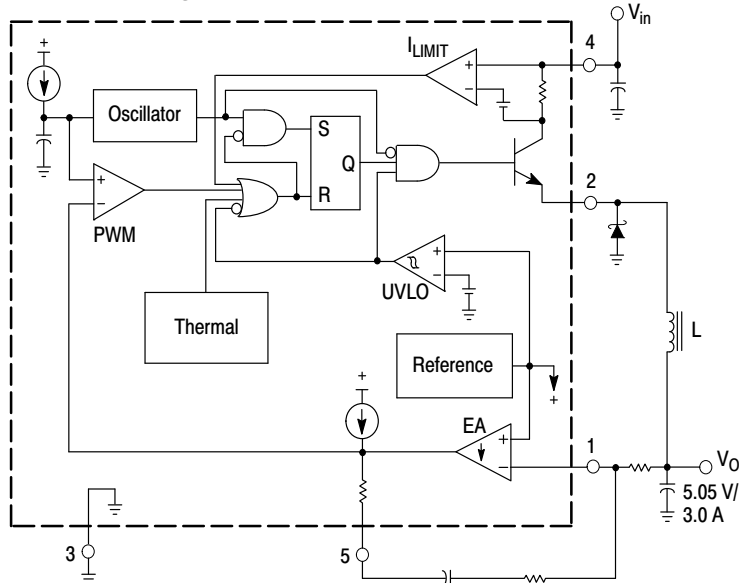 V_in
4
I_LIMIT
+
−
+
Oscillator
S
Q
R
+
−
PWM
2
+
−
UVLO
Thermal
L
Reference
+
+
EA
+
−
1
V_O
5.05 V/
3.0 A
3
5